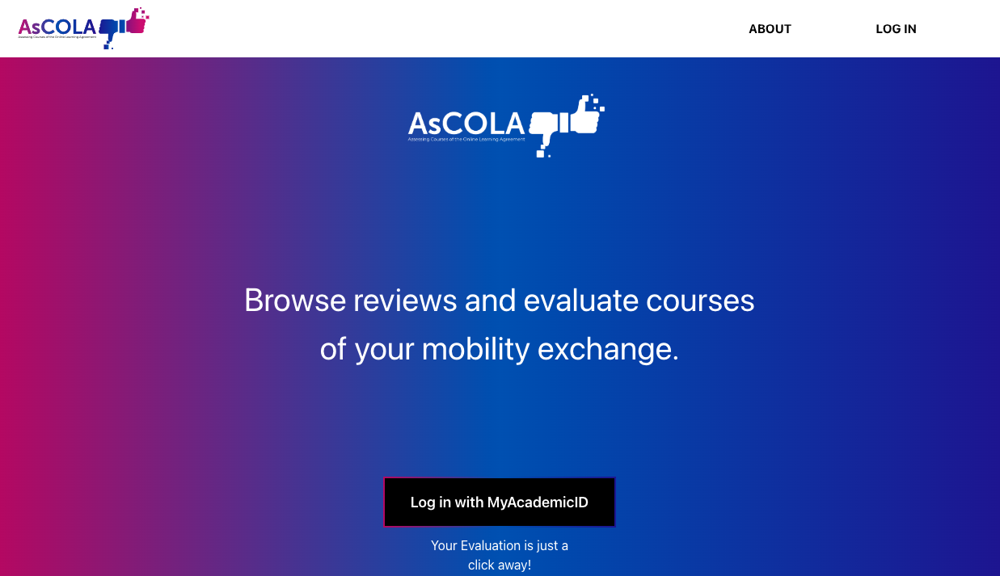 AsCOLA
Assessing Courses of the Online Learning Agreement
ABOUT
LOG IN
AsCOLA
Assessing Courses of the Online Learning Agreement
Browse reviews and evaluate courses
of your mobility exchange.
Log in with MyAcademicID
Your Evaluation is just a
click away!